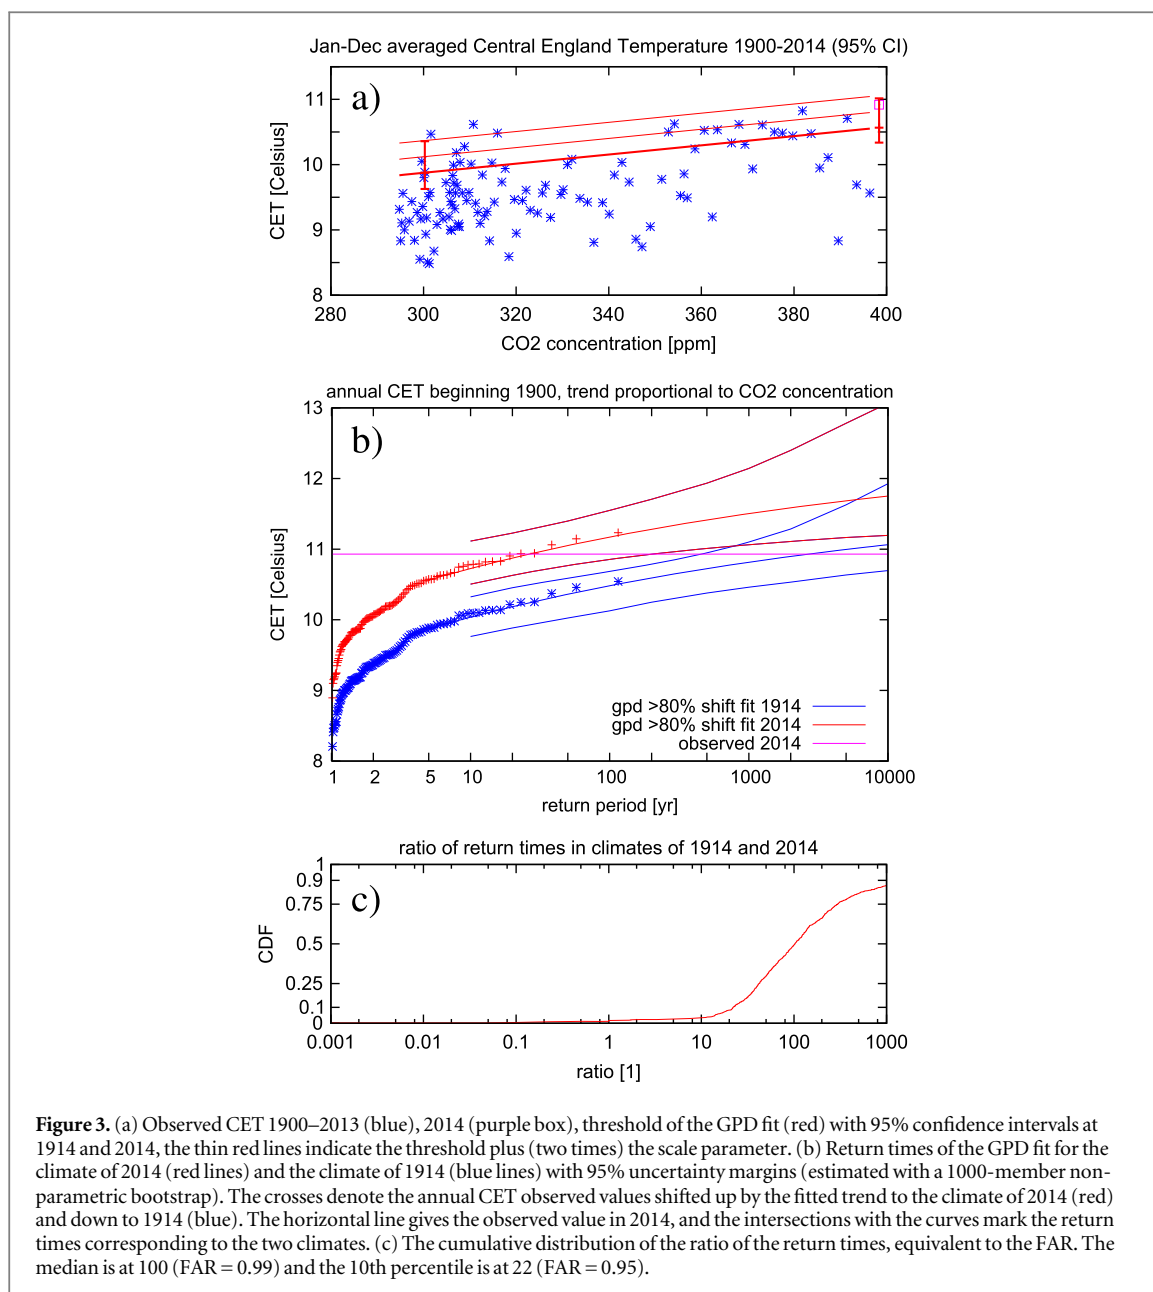 Jan-Dec averaged Central England Temperature 1900-2014 (95% CI)
a)
11
10
9
8
CET [Celsius]
280 300 320 340 360 380 400
CO2 concentration [ppm]
annual CET beginning 1900, trend proportional to CO2 concentration
b)
13
12
11
10
9
8
CET [Celsius]
gpd >80% shift fit 1914
gpd >80% shift fit 2014
observed 2014
1 2 5 10 100 1000 10000
return period [yr]
ratio of return times in climates of 1914 and 2014
c)
1
0.9
0.75
0.5
0.25
0.1
0
CDF
0.001 0.01 0.1 1 10 100 1000
ratio [1]
Figure 3. (a) Observed CET 1900–2013 (blue), 2014 (purple box), threshold of the GPD fit (red) with 95% confidence intervals at
1914 and 2014, the thin red lines indicate the threshold plus (two times) the scale parameter. (b) Return times of the GPD fit for the
climate of 2014 (red lines) and the climate of 1914 (blue lines) with 95% uncertainty margins (estimated with a 1000-member non-
parametric bootstrap). The crosses denote the annual CET observed values shifted up by the fitted trend to the climate of 2014 (red)
and down to 1914 (blue). The horizontal line gives the observed value in 2014, and the intersections with the curves mark the return
times corresponding to the two climates. (c) The cumulative distribution of the ratio of the return times, equivalent to the FAR. The
median is at 100 (FAR = 0.99) and the 10th percentile is at 22 (FAR = 0.95).